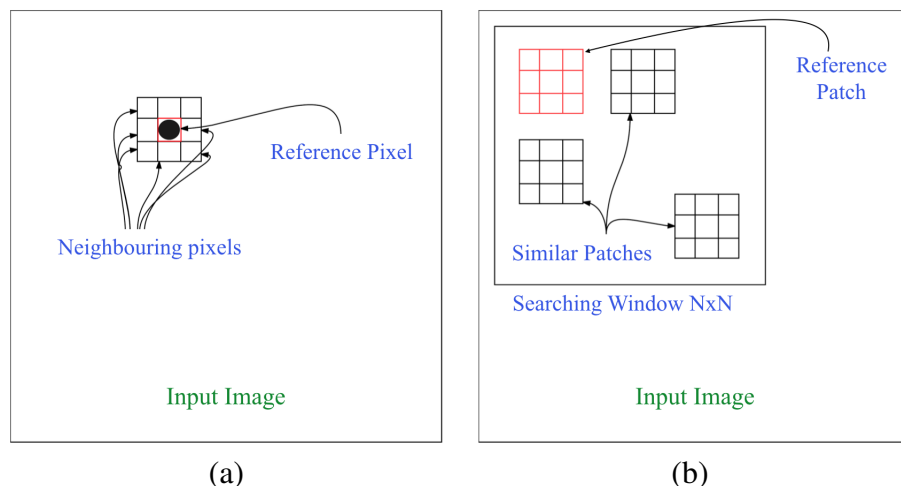 Reference Pixel
Neighbouring pixels
Input Image
(a)
Reference
Patch
Similar Patches
Searching Window NxN
Input Image
(b)